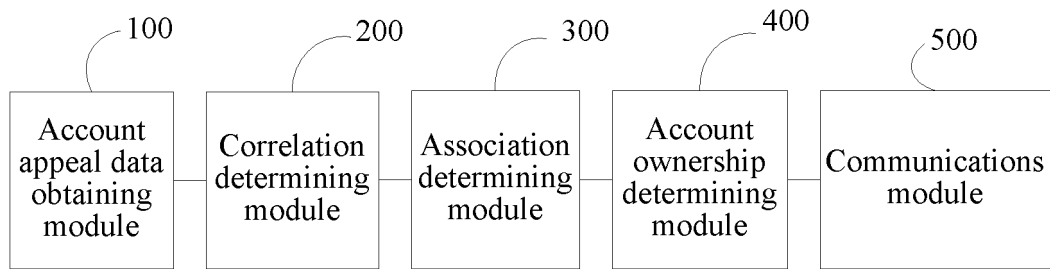 100
200
300
400
500
Account
appeal data
obtaining
module
Correlation
determining
module
Association
determining
module
Account
ownership
determining
module
Communications
module